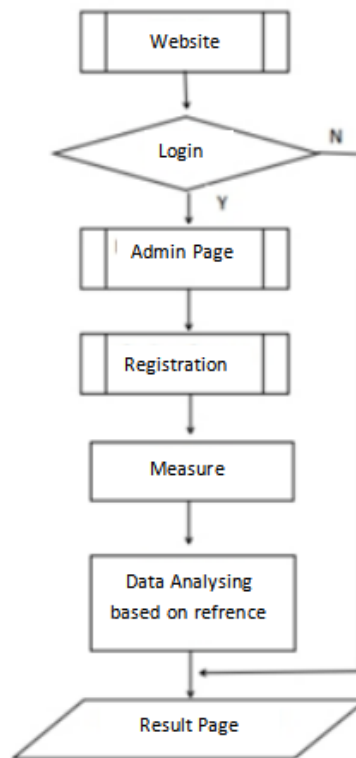 Website
Login
N
Y
Admin Page
Registration
Measure
Data Analysing
based on refrence
Result Page